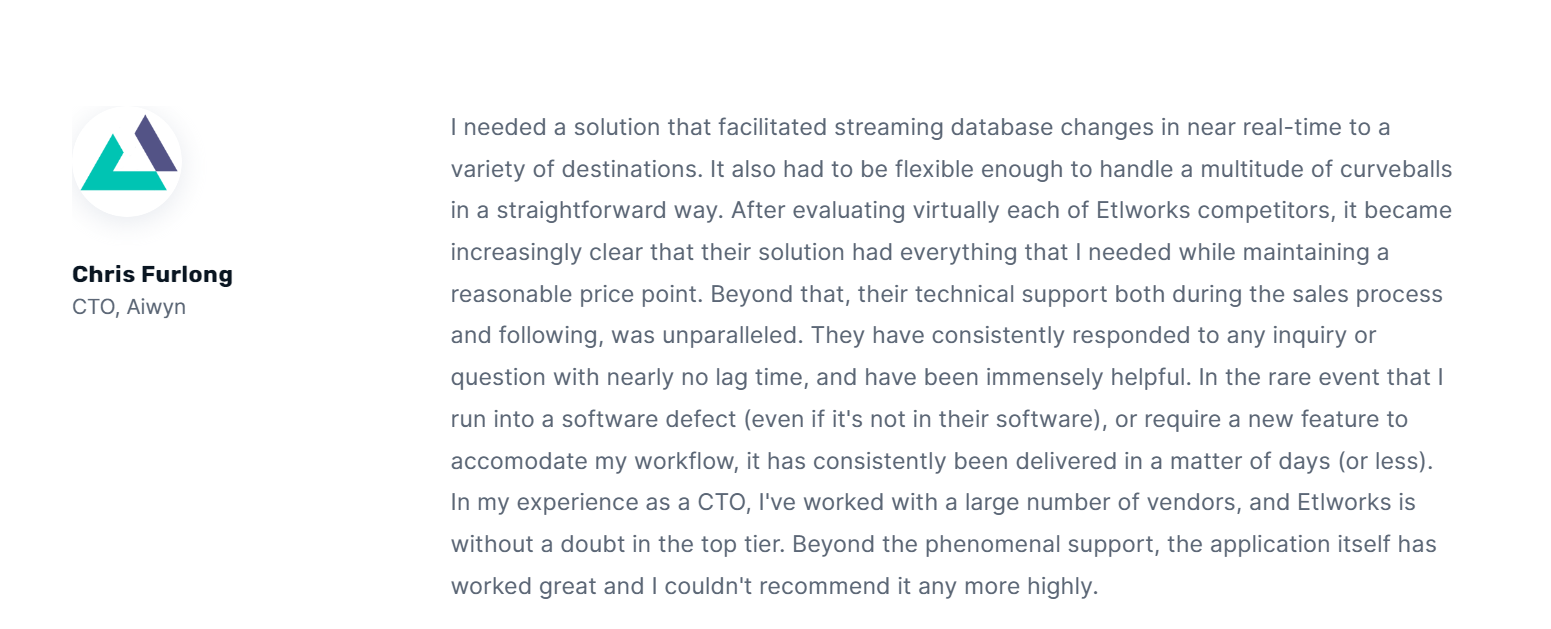 Chris Furlong
CTO, Aiwyn
I needed a solution that facilitated streaming database changes in near real-time to a
variety of destinations. It also had to be flexible enough to handle a multitude of curveballs
in a straightforward way. After evaluating virtually each of Etlworks competitors, it became
increasingly clear that their solution had everything that I needed while maintaining a
reasonable price point. Beyond that, their technical support both during the sales process
and following, was unparalleled. They have consistently responded to any inquiry or
question with nearly no lag time, and have been immensely helpful. In the rare event that I
run into a software defect (even if it's not in their software), or require a new feature to
accomodate my workflow, it has consistently been delivered in a matter of days (or less).
In my experience as a CTO, I've worked with a large number of vendors, and Etlworks is
without a doubt in the top tier. Beyond the phenomenal support, the application itself has
worked great and I couldn't recommend it any more highly.